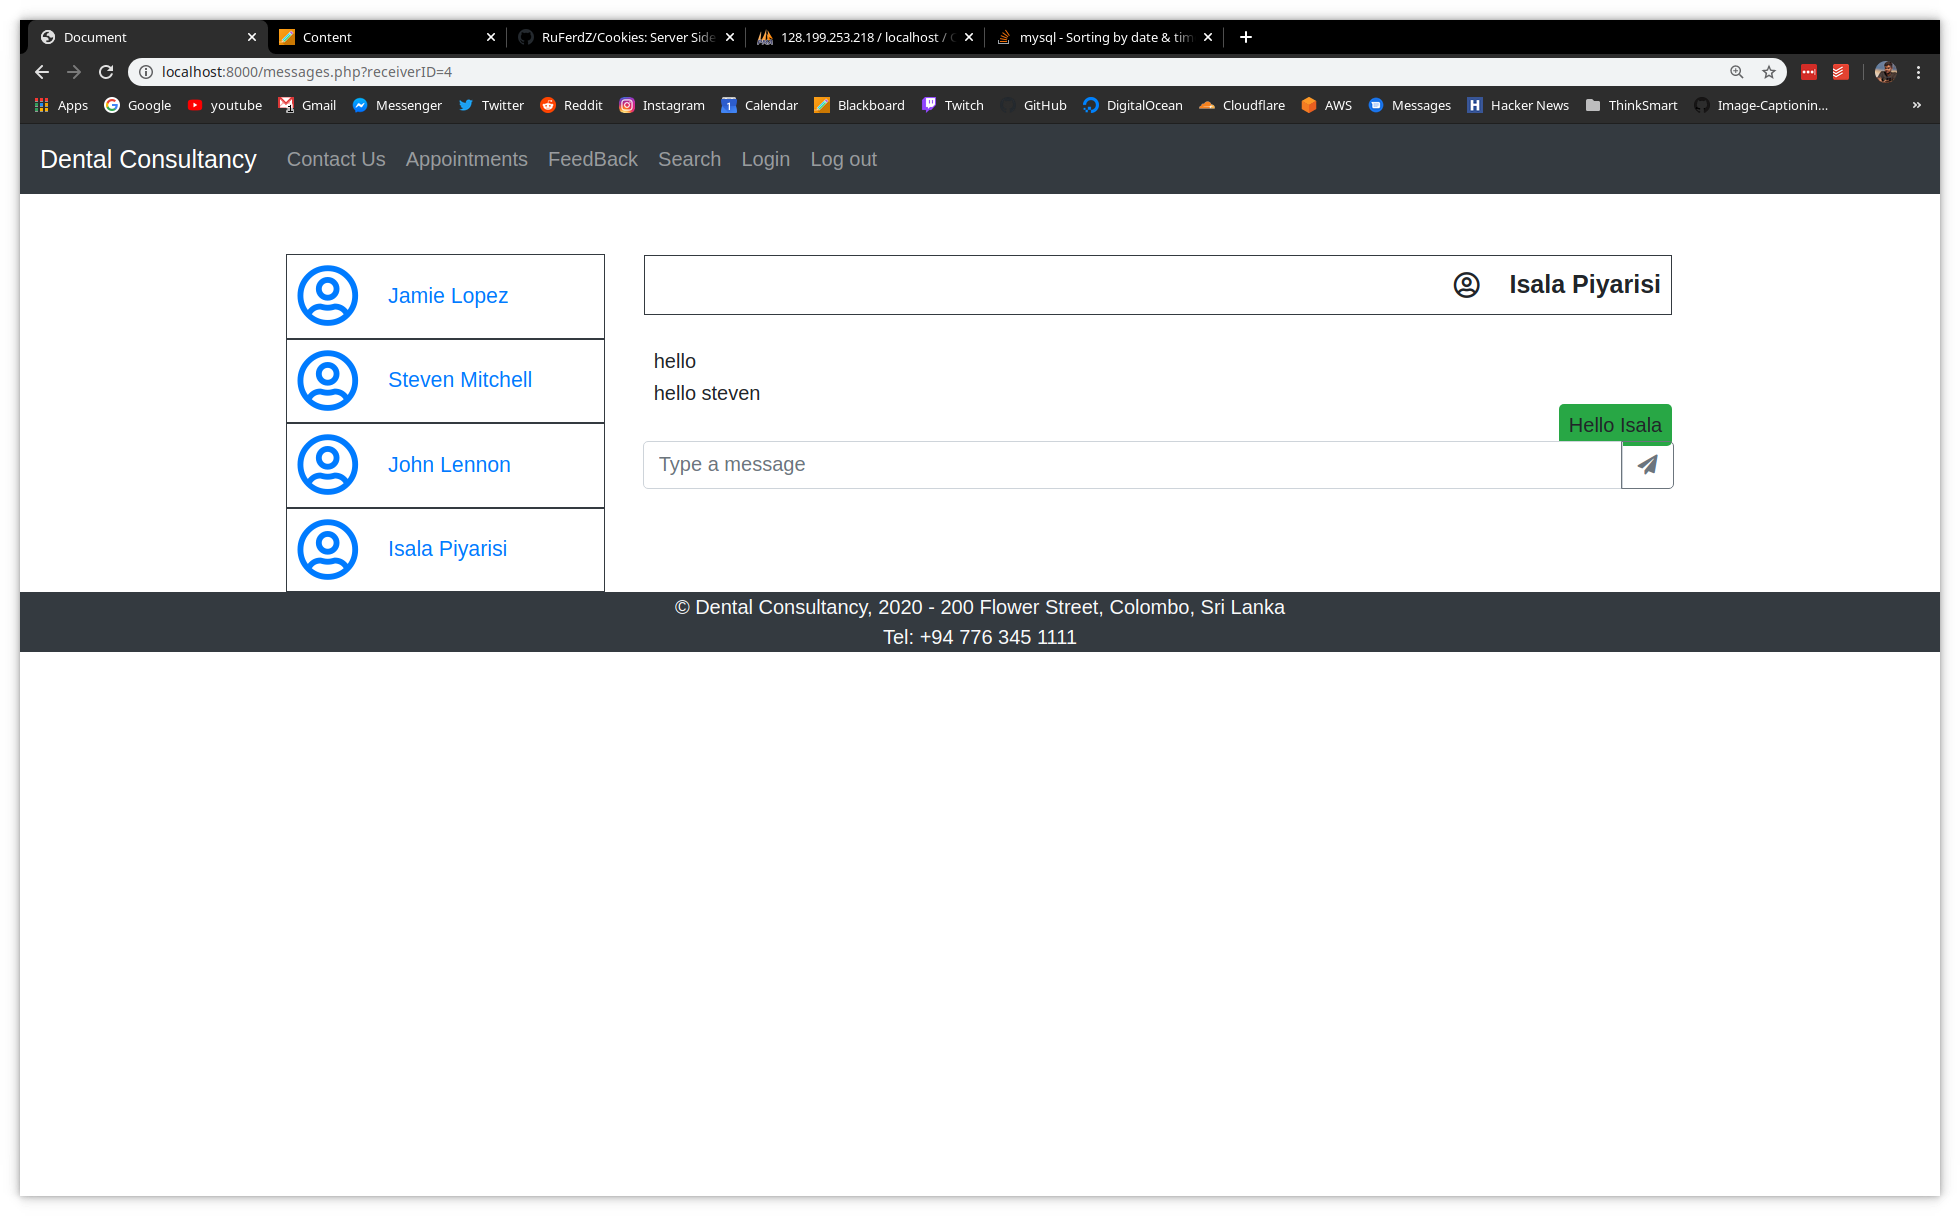 Document
Content
RuFerdZ/Cookies: Server Side
128.199.253.218 / localhost /
mysql - Sorting by date & tim
localhost:8000/messages.php?receiverID=4
Apps Google youtube Gmail Messenger Twitter Reddit Instagram Calendar Blackboard Twitch GitHub DigitalOcean Cloudflare AWS Messages Hacker News ThinkSmart Image-Captionin... »
Dental Consultancy Contact Us Appointments FeedBack Search Login Log out
Jamie Lopez
Steven Mitchell
John Lennon
Isala Piyarisi
Isala Piyarisi
hello
hello steven
Hello Isala
Type a message
© Dental Consultancy, 2020 - 200 Flower Street, Colombo, Sri Lanka
Tel: +94 776 345 1111